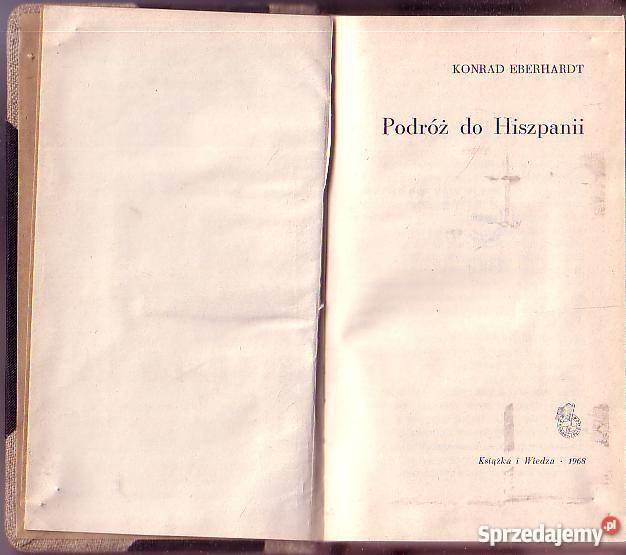 KONRAD EBERHARDT
Podróż do Hiszpanii
Książka i Wiedza · 1968
Sprzedajemy.pl